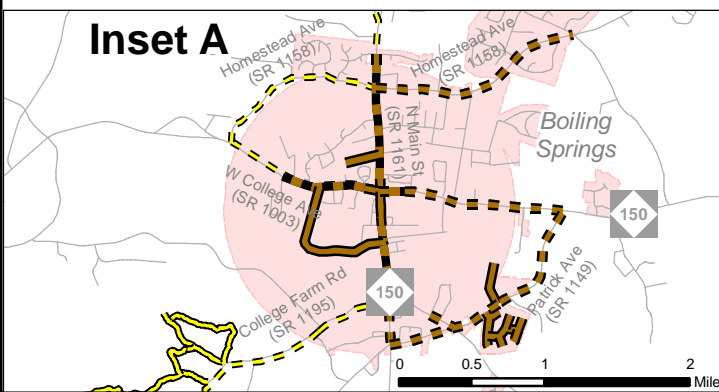 Inset A
Homestead Ave
(SR 1158)
Homestead Ave
(SR 1158)
N Main St
(SR 1161)
Boiling
Springs
W College Ave
(SR 1003)
150
150
Patrick Ave
(SR 1149)
College Farm Rd
(SR 1195)
0 0.5 1 2
Mile